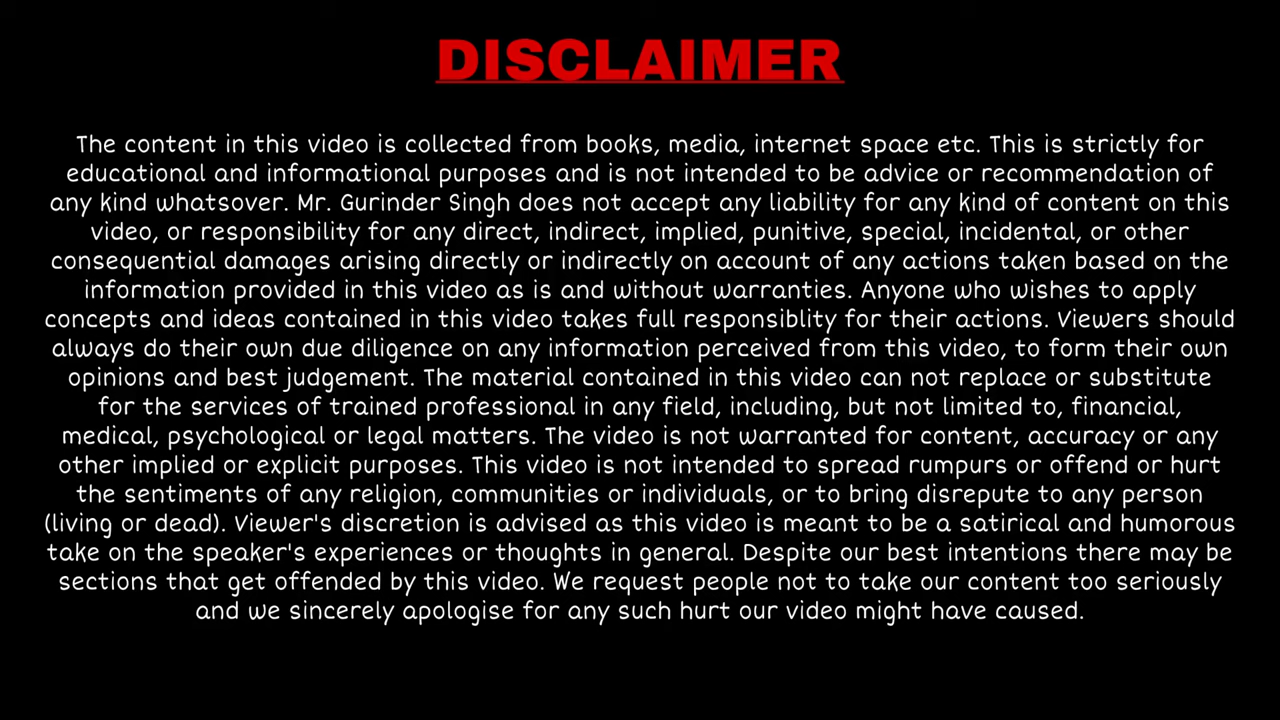 DISCLAIMER
The content in this video is collected from books, media, internet space etc. This is strictly for
educational and informational purposes and is not intended to be advice or recommendation of
any kind whatsover. Mr. Gurinder Singh does not accept any liability for any kind of content on this
video, or responsibility for any direct, indirect, implied, punitive, special, incidental, or other
consequential damages arising directly or indirectly on account of any actions taken based on the
information provided in this video as is and without warranties. Anyone who wishes to apply
concepts and ideas contained in this video takes full responsiblity for their actions. Viewers should
always do their own due diligence on any information perceived from this video, to form their own
opinions and best judgement. The material contained in this video can not replace or substitute
for the services of trained professional in any field, including, but not limited to, financial,
medical, psychological or legal matters. The video is not warranted for content, accuracy or any
other implied or explicit purposes. This video is not intended to spread rumpurs or offend or hurt
the sentiments of any religion, communities or individuals, or to bring disrepute to any person
(living or dead). Viewer's discretion is advised as this video is meant to be a satirical and humorous
take on the speaker's experiences or thoughts in general. Despite our best intentions there may be
sections that get offended by this video. We request people not to take our content too seriously
and we sincerely apologise for any such hurt our video might have caused.